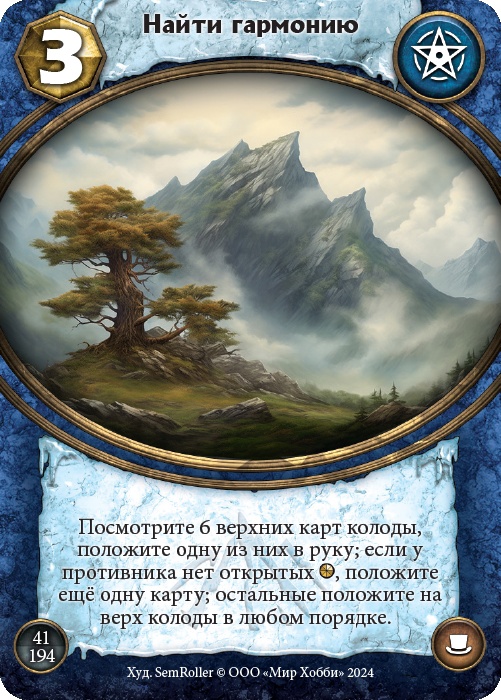 3
Найти гармонию
Посмотрите 6 верхних карт колоды,
положите одну из них в руку; если у
противника нет открытых , положите
ещё одну карту; остальные положите на
верх колоды в любом порядке.
41
194
Худ. SemRoller © ООО «Мир Хобби» 2024